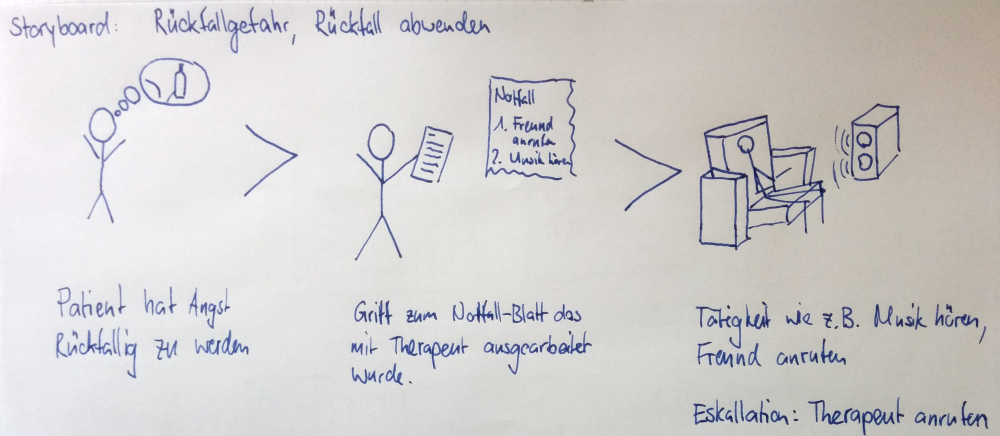 Storyboard: Rückfallgefahr, Rückfall abwenden
Notfall
1. Freund
anrufen
2. Musik hören
Patient hat Angst
Rückfällig zu werden
Griff zum Notfall-Blatt das
mit Therapeut ausgearbeitet
wurde.
Tätigkeit wie z.B. Musik hören,
Freund anrufen
Eskallation: Therapeut anrufen